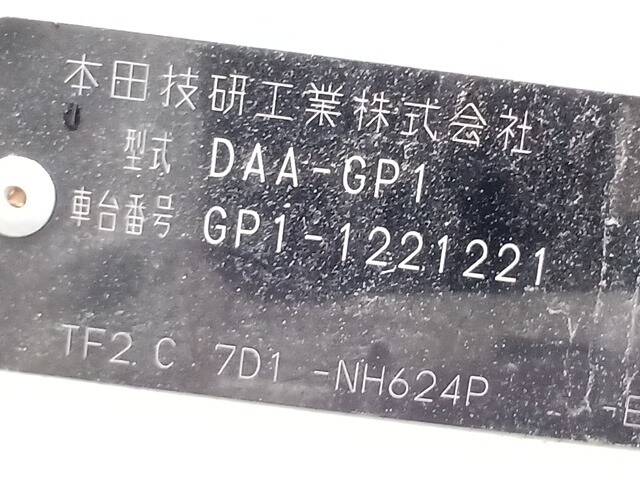 本田技研工業株式会社
型式 DAA-GP1
車台番号 GP1-1221221
TF2 C 7D1 -NH624P